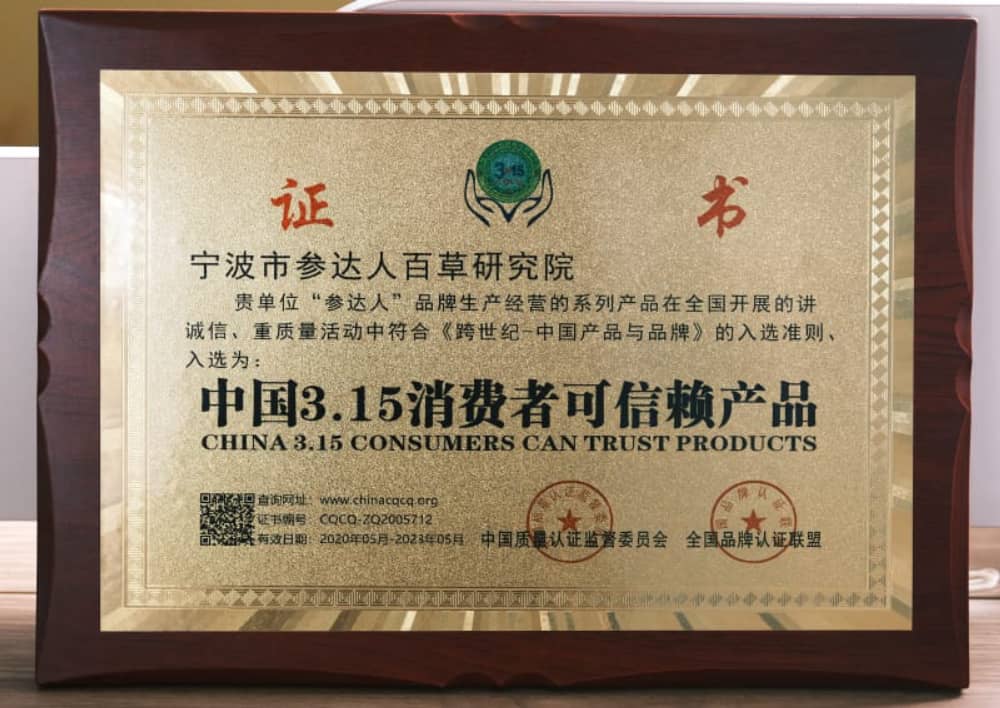 3·15
证 书
宁波市参达人百草研究院
贵单位“参达人”品牌生产经营的系列产品在全国开展的讲
诚信、重质量活动中符合《跨世纪-中国产品与品牌》的入选准则、
入选为:
中国3.15消费者可信赖产品
CHINA 3.15 CONSUMERS CAN TRUST PRODUCTS
查询网址: www.chinacqcq.org
证书编号: CQCQ-ZQ2005712
有效日期: 2020年05月-2023年05月
中国质量认证监督委员会 全国品牌认证联盟